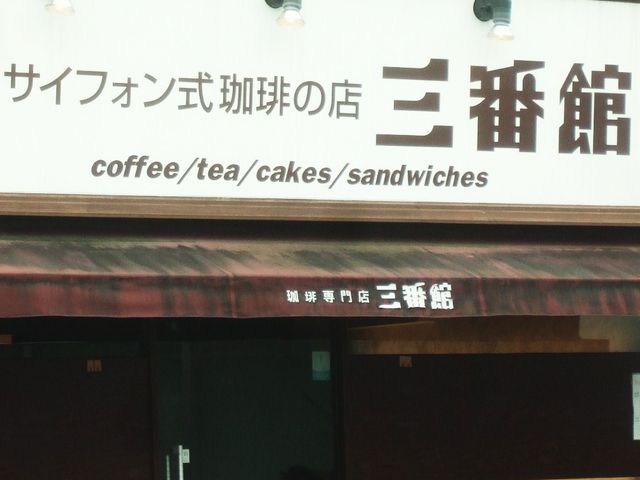 サイフォン式珈琲の店 三番館
coffee/tea/cakes/sandwiches
珈琲専門店 三番館